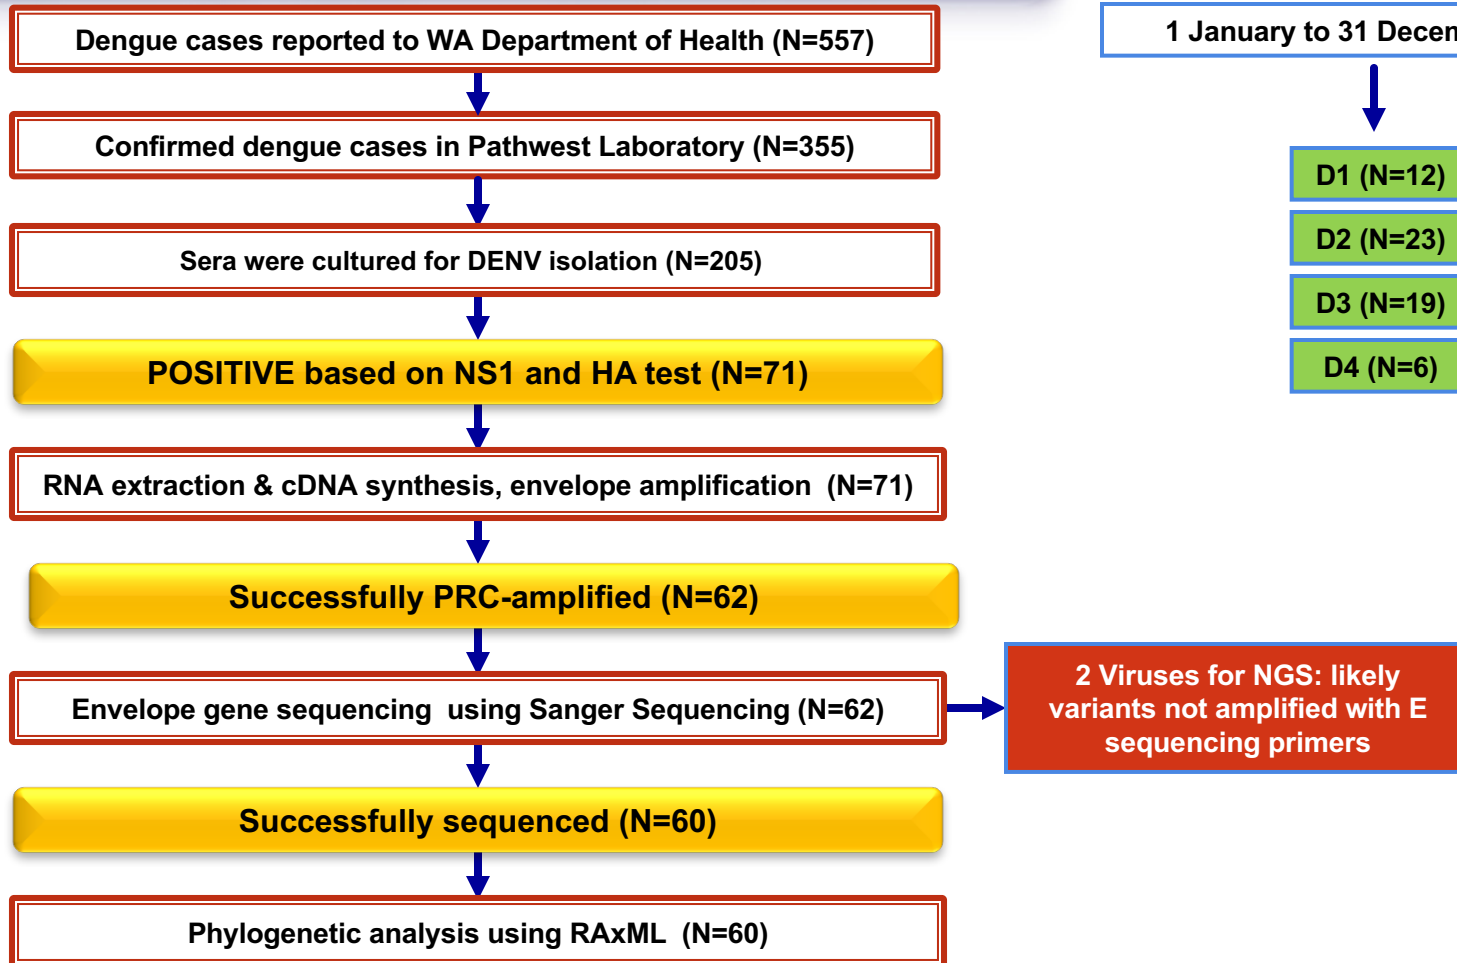 Dengue cases reported to WA Department of Health (N=557)
Confirmed dengue cases in Pathwest Laboratory (N=355)
Sera were cultured for DENV isolation (N=205)
POSITIVE based on NS1 and HA test (N=71)
RNA extraction & cDNA synthesis, envelope amplification (N=71)
Successfully PRC-amplified (N=62)
Envelope gene sequencing using Sanger Sequencing (N=62)
Successfully sequenced (N=60)
Phylogenetic analysis using RAxML (N=60)
1 January to 31
D1 (N=12)
D2 (N=23)
D3 (N=19)
D4 (N=6)
2 Viruses for NGS: likely
variants not amplified with E
sequencing primers